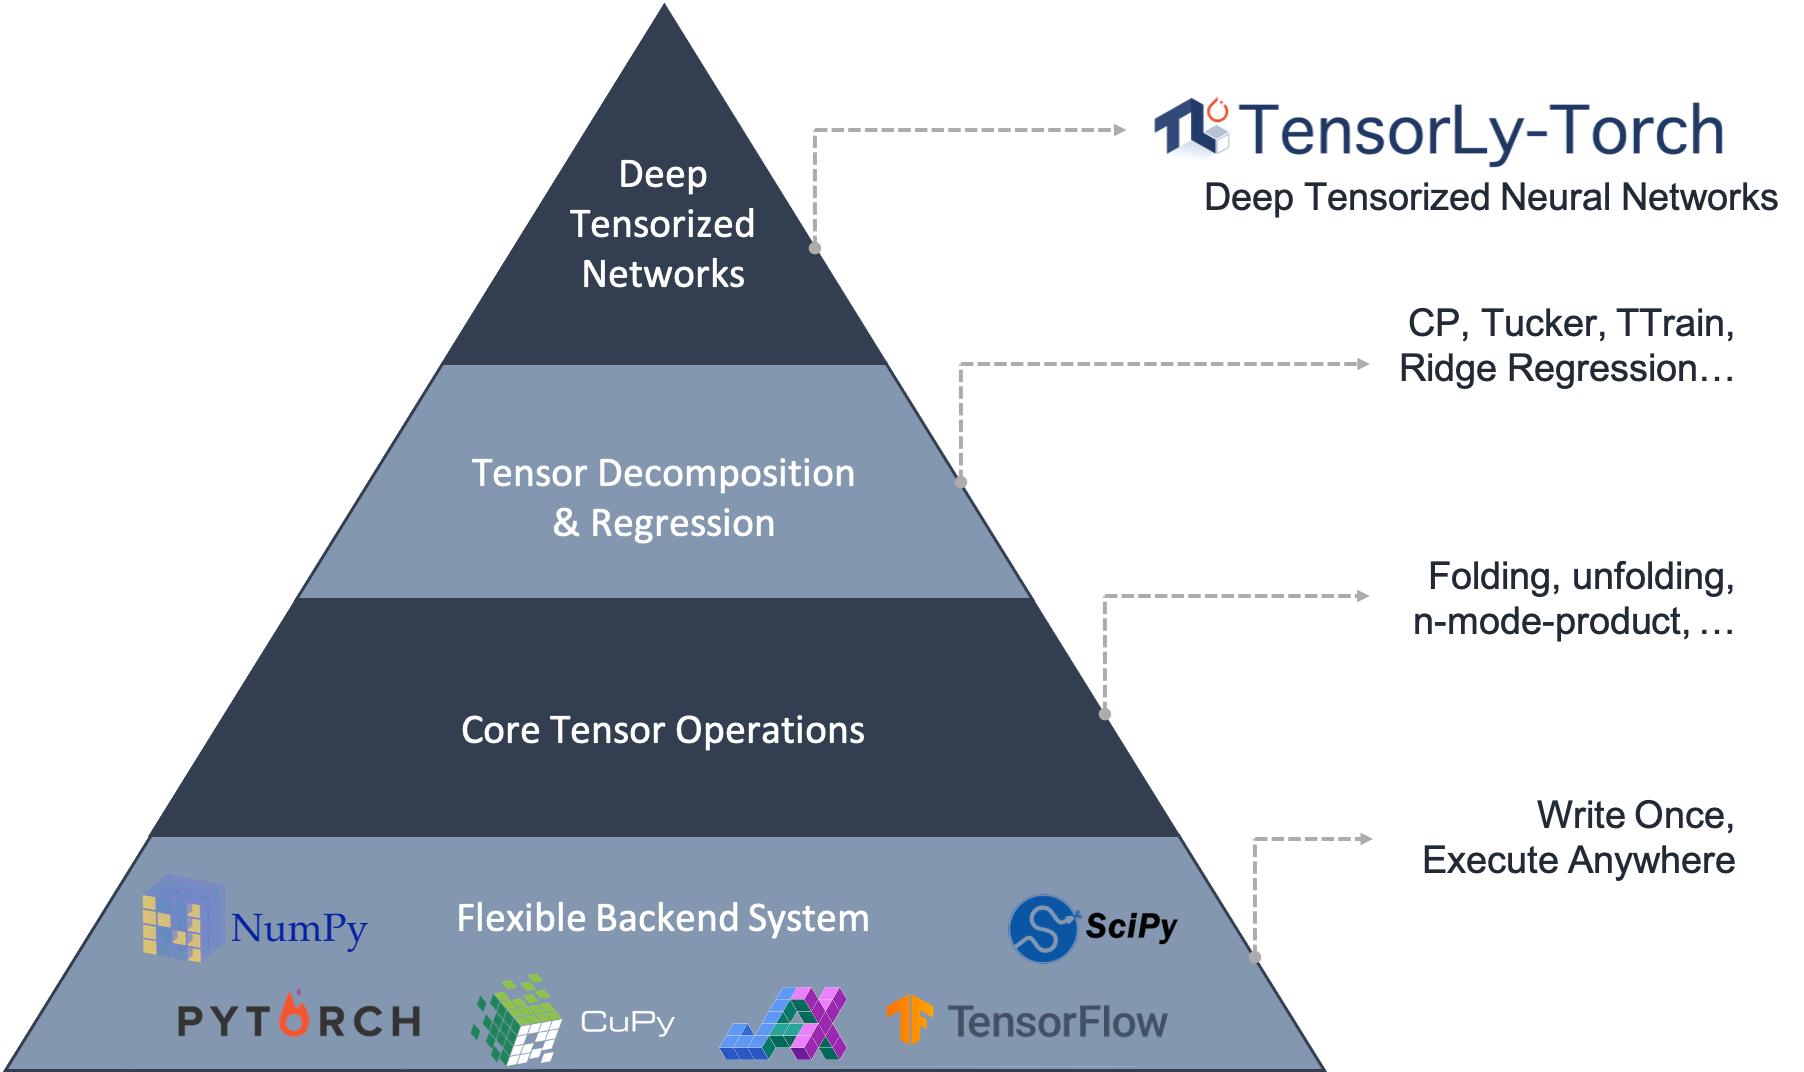 Deep
Tensorized
Networks
TensorLy-Torch
Deep Tensorized Neural Networks
CP, Tucker, TTrain,
Ridge Regression…
Tensor Decomposition
& Regression
Folding, unfolding,
n-mode-product, …
Core Tensor Operations
Write Once,
Execute Anywhere
NumPy
Flexible Backend System
SciPy
PYTORCH
CuPy
JAX
TensorFlow